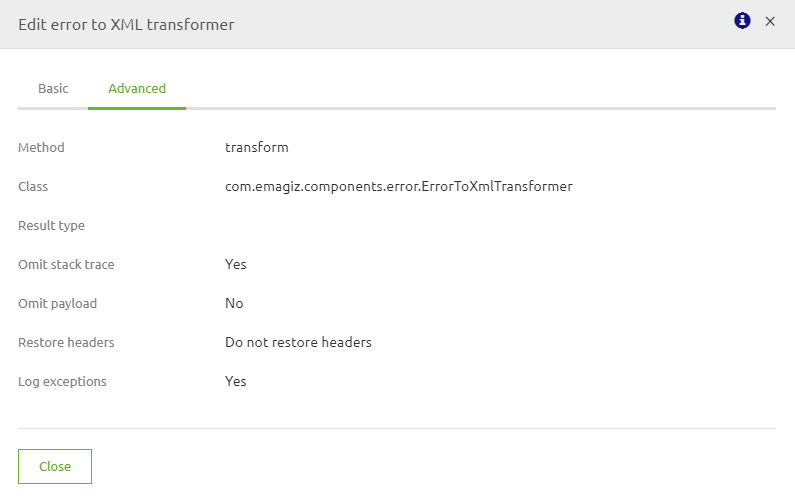 Edit error to XML transformer
Basic Advanced
Method transform
Class com.emagiz.components.error.ErrorToXmlTransformer
Result type
Omit stack trace Yes
Omit payload No
Restore headers Do not restore headers
Log exceptions Yes
Close